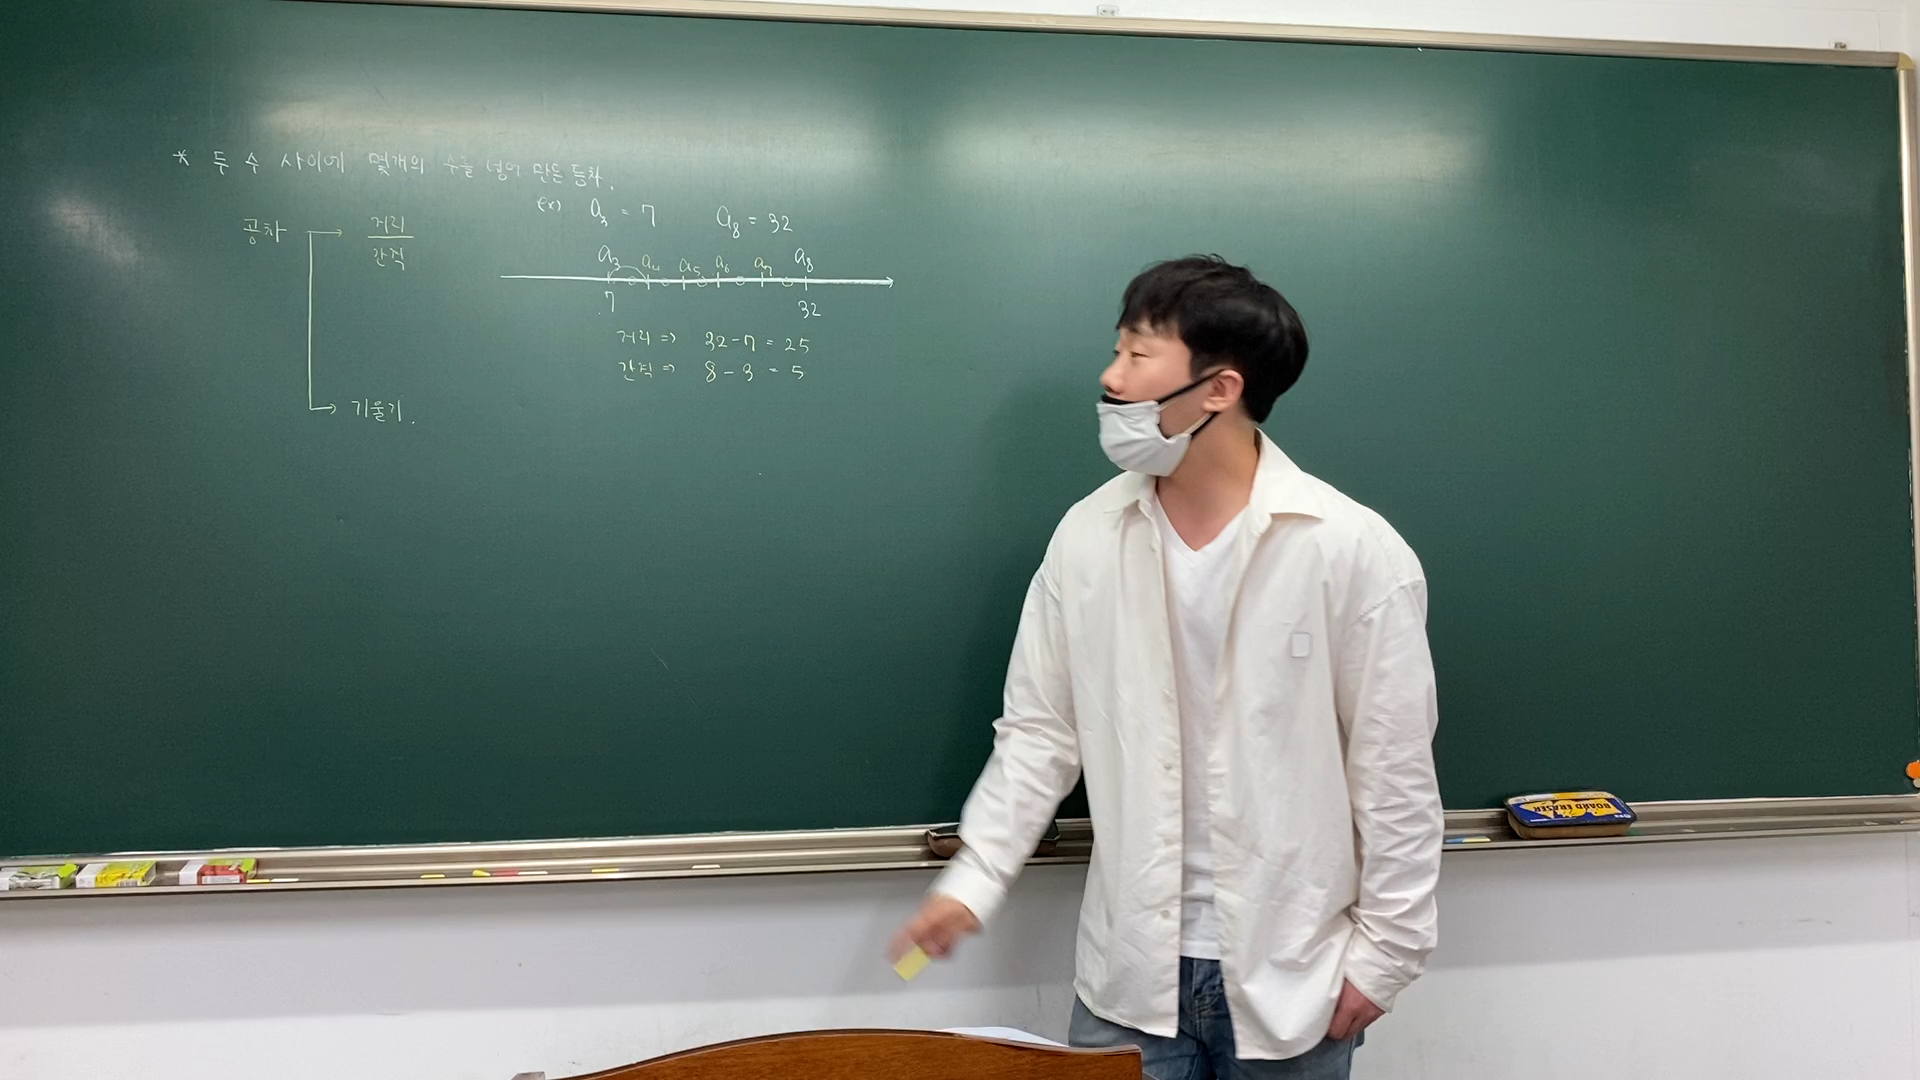 * 두 수 사이에 몇개의 수를 넣어 만든 등차.
공차 → 거리
간격
↳ 기울기.
ex) a₃ = 7 a₈ = 32
a₃ a₄ a₅ a₆ a₇ a₈
7 32
거리 ⇒ 32-7 = 25
간격 ⇒ 8-3 = 5
BOARD ERASER